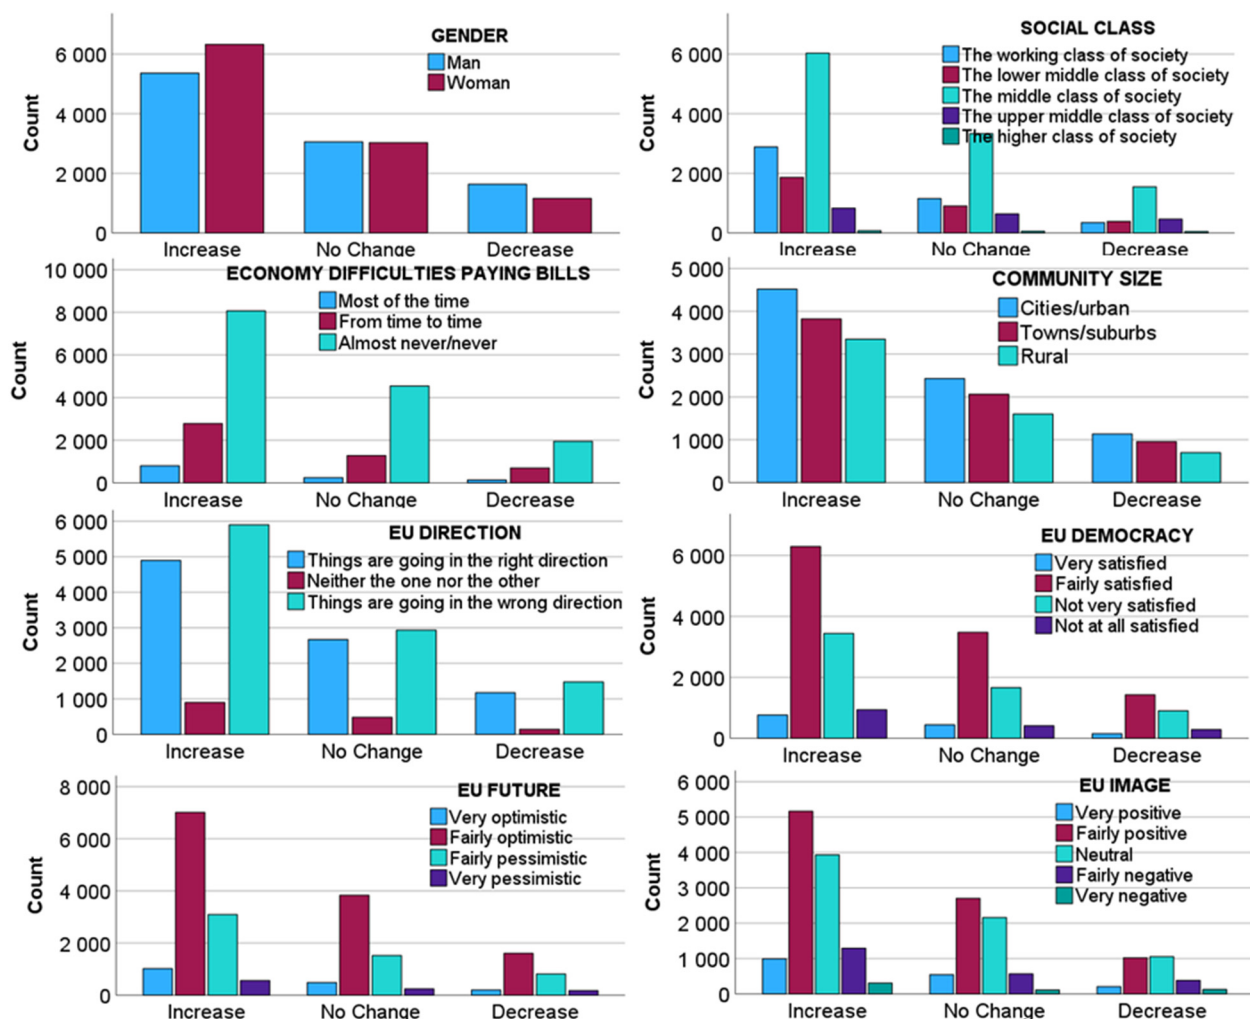 GENDER
Man
Woman
Count
6 000
4 000
2 000
0
Increase
No Change
Decrease
SOCIAL CLASS
The working class of society
The lower middle class of society
The middle class of society
The upper middle class of society
The higher class of society
Count
6 000
4 000
2 000
0
Increase
No Change
Decrease
ECONOMY DIFFICULTIES PAYING BILLS
Most of the time
From time to time
Almost never/never
Count
10 000
8 000
6 000
4 000
2 000
0
Increase
No Change
Decrease
COMMUNITY SIZE
Cities/urban
Towns/suburbs
Rural
Count
5 000
4 000
3 000
2 000
1 000
0
Increase
No Change
Decrease
EU DIRECTION
Things are going in the right direction
Neither the one nor the other
Things are going in the wrong direction
Count
6 000
5 000
4 000
3 000
2 000
1 000
0
Increase
No Change
Decrease
EU DEMOCRACY
Very satisfied
Fairly satisfied
Not very satisfied
Not at all satisfied
Count
6 000
4 000
2 000
0
Increase
No Change
Decrease
EU FUTURE
Very optimistic
Fairly optimistic
Fairly pessimistic
Very pessimistic
Count
8 000
6 000
4 000
2 000
0
Increase
No Change
Decrease
EU IMAGE
Very positive
Fairly positive
Neutral
Fairly negative
Very negative
Count
6 000
5 000
4 000
3 000
2 000
1 000
0
Increase
No Change
Decrease